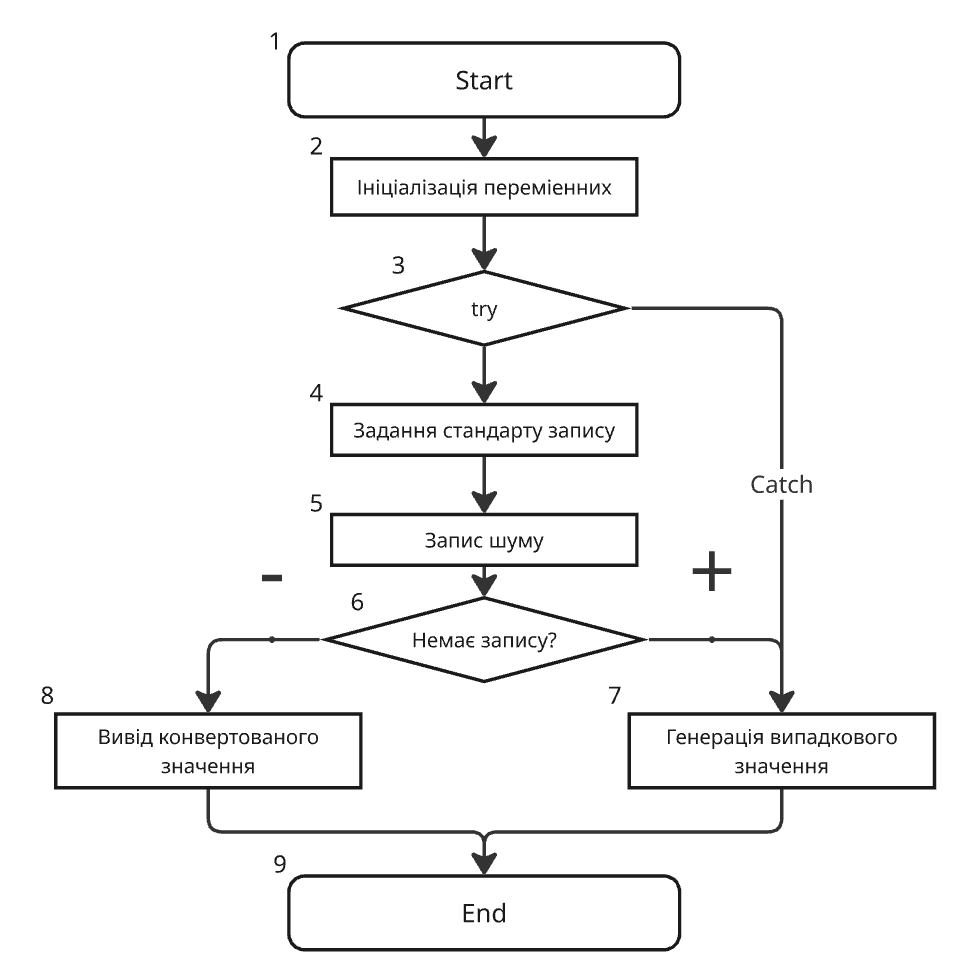 1
Start
2
Ініціалізація переміенних
3
try
4
Задання стандарту запису
Catch
5
Запис шуму
-
+
6
Немає запису?
8
Вивід конвертованого
значення
7
Генерація випадкового
значення
9
End